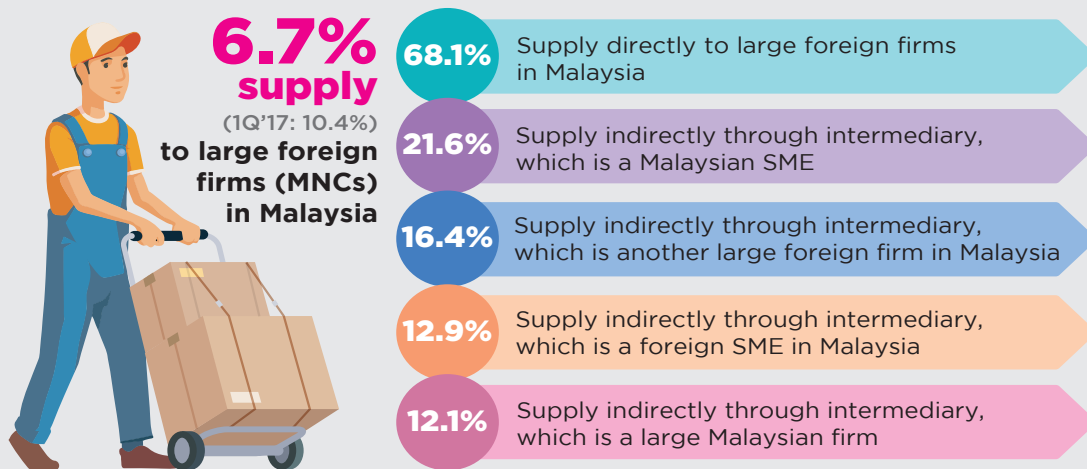 6.7%
supply
(1Q'17: 10.4%)
to large foreign
firms (MNCs)
in Malaysia
68.1%
Supply directly to large foreign firms
in Malaysia
21.6%
Supply indirectly through intermediary,
which is a Malaysian SME
16.4%
Supply indirectly through intermediary,
which is another large foreign firm in Malaysia
12.9%
Supply indirectly through intermediary,
which is a foreign SME in Malaysia
12.1%
Supply indirectly through intermediary,
which is a large Malaysian firm